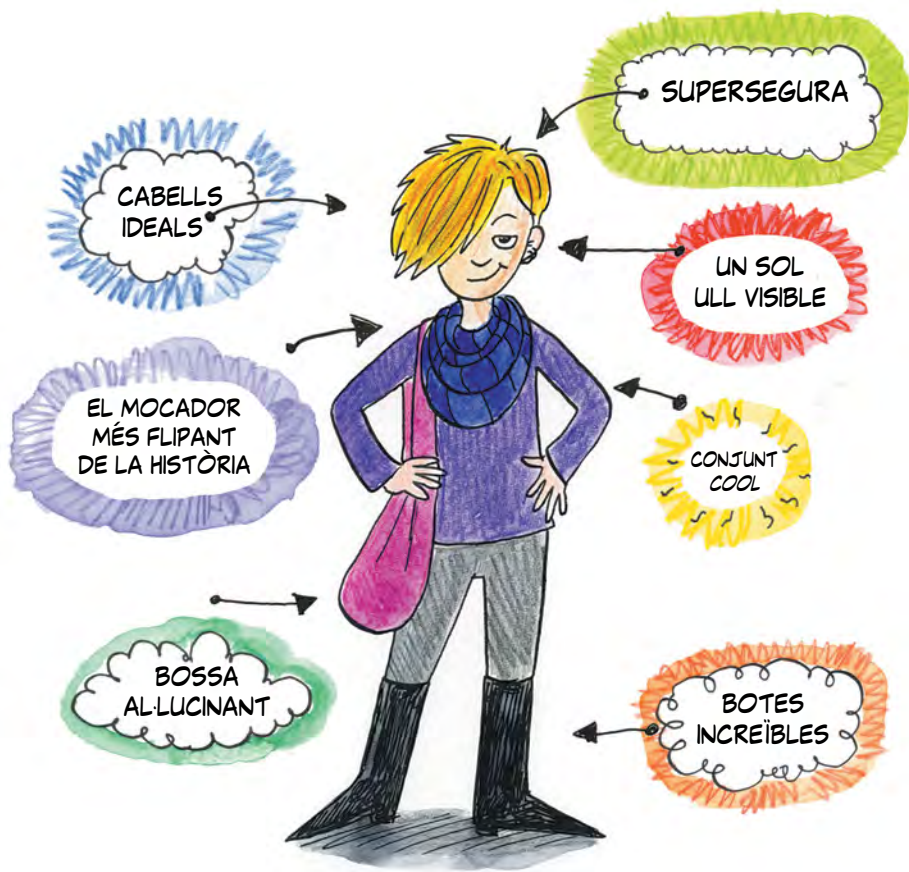 SUPERSEGURA
CABELLS
IDEALS
UN SOL
ULL VISIBLE
EL MOCADOR
MÉS FLIPANT
DE LA HISTÒRIA
CONJUNT
COOL
BOSSA
AL·LUCINANT
BOTES
INCREÏBLES